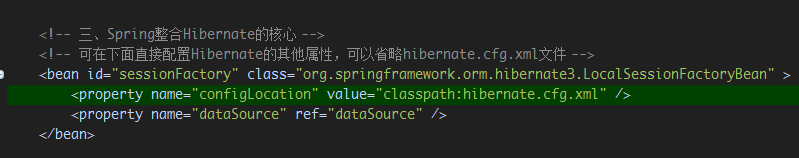 <!-- 三、Spring整合Hibernate的核心 -->
<!-- 可在下面直接配置Hibernate的其他属性，可以省略hibernate.cfg.xml文件 -->
<bean id="sessionFactory" class="org.springframework.orm.hibernate3.LocalSessionFactoryBean" >
<property name="configLocation" value="classpath:hibernate.cfg.xml" />
<property name="dataSource" ref="dataSource" />
</bean>